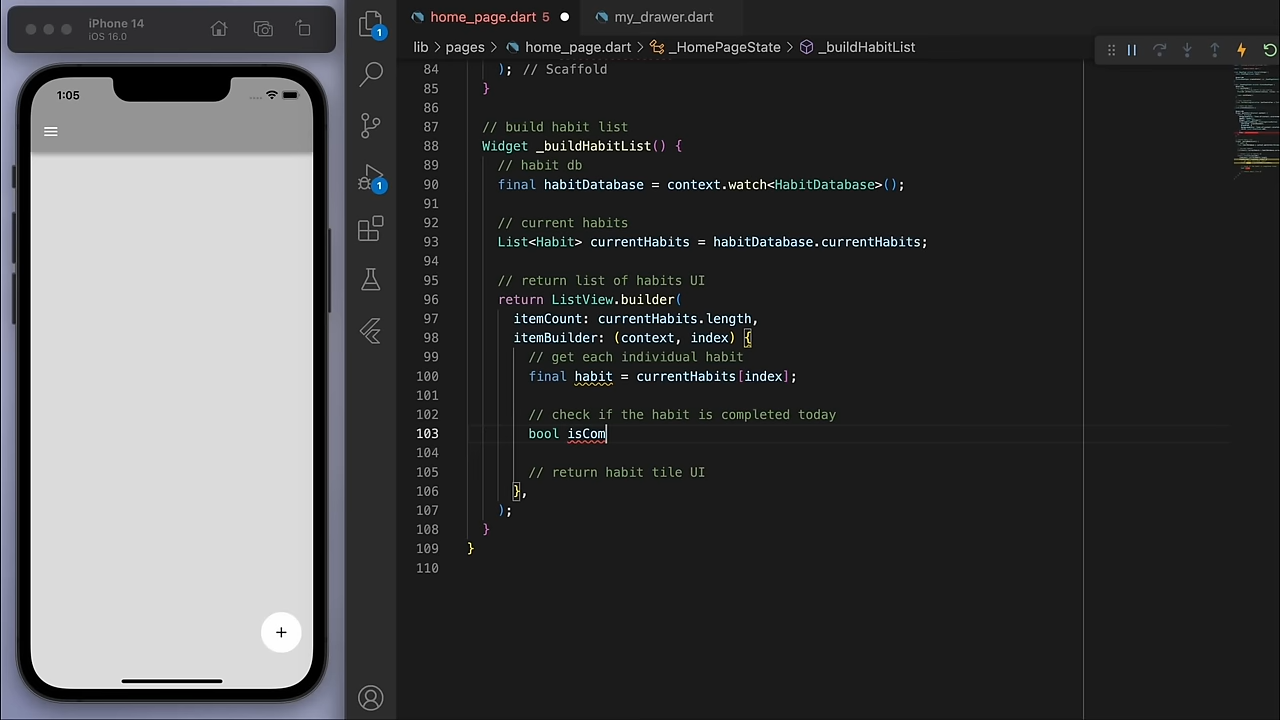 iPhone 14
iOS 16.0
1:05
1
1
home_page.dart 5
my_drawer.dart
lib > pages > home_page.dart > _HomePageState > _buildHabitList
84 ); // Scaffold
85 }
86
87 // build habit list
88 Widget _buildHabitList() {
89 // habit db
90 final habitDatabase = context.watch<HabitDatabase>();
91
92 // current habits
93 List<Habit> currentHabits = habitDatabase.currentHabits;
94
95 // return list of habits UI
96 return ListView.builder(
97 itemCount: currentHabits.length,
98 itemBuilder: (context, index) {
99 // get each individual habit
100 final habit = currentHabits[index];
101
102 // check if the habit is completed today
103 bool isCom
104
105 // return habit tile UI
106 },
107 );
108 }
109 }
110